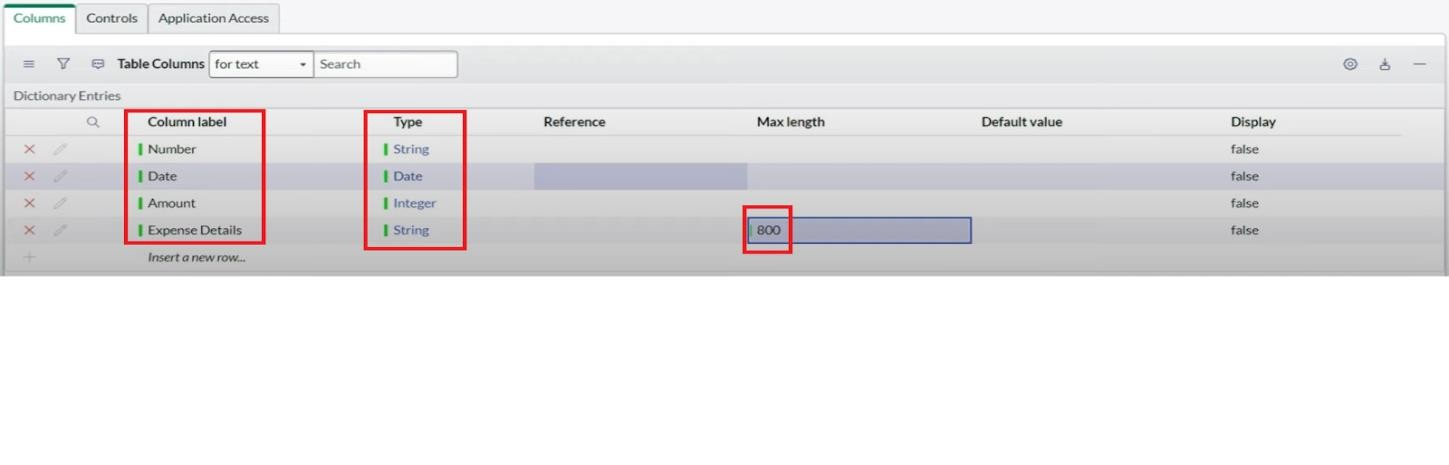 Columns Controls Application Access
Table Columns for text Search
Dictionary Entries
Column label Type Reference Max length Default value Display
Number String false
Date Date false
Amount Integer false
Expense Details String 800 false
Insert a new row...